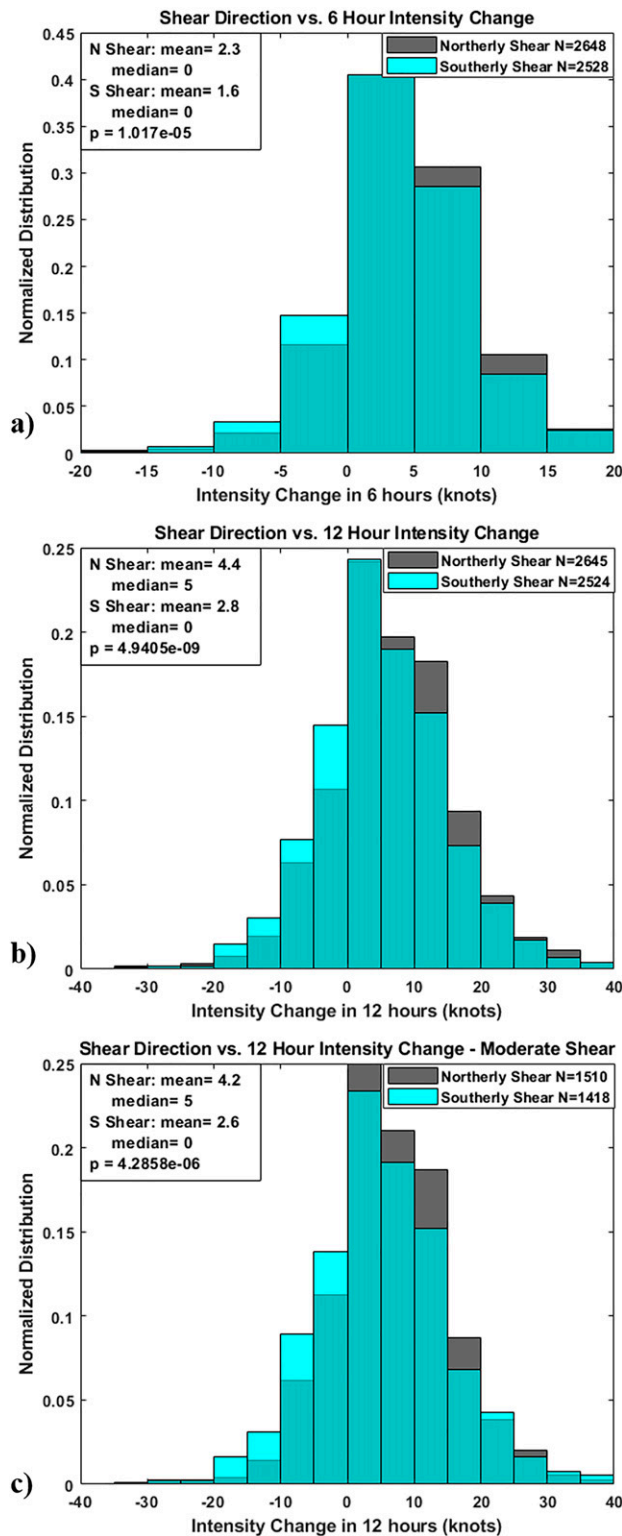 Shear Direction vs. 6 Hour Intensity Change
N Shear: mean= 2.3
median= 0
S Shear: mean= 1.6
median= 0
p = 1.017e-05
Northerly Shear N=2648
Southerly Shear N=2528
Normalized Distribution
0.45
0.4
0.35
0.3
0.25
0.2
0.15
0.1
0.05
0
-20 -15 -10 -5 0 5 10 15 20
Intensity Change in 6 hours (knots)
a)
Shear Direction vs. 12 Hour Intensity Change
N Shear: mean= 4.4
median= 5
S Shear: mean= 2.8
median= 0
p = 4.9405e-09
Northerly Shear N=2645
Southerly Shear N=2524
Normalized Distribution
0.25
0.2
0.15
0.1
0.05
0
-40 -30 -20 -10 0 10 20 30 40
Intensity Change in 12 hours (knots)
b)
Shear Direction vs. 12 Hour Intensity Change - Moderate Shear
N Shear: mean= 4.2
median= 5
S Shear: mean= 2.6
median= 0
p = 4.2858e-06
Northerly Shear N=1510
Southerly Shear N=1418
Normalized Distribution
0.25
0.2
0.15
0.1
0.05
0
-40 -30 -20 -10 0 10 20 30 40
Intensity Change in 12 hours (knots)
c)